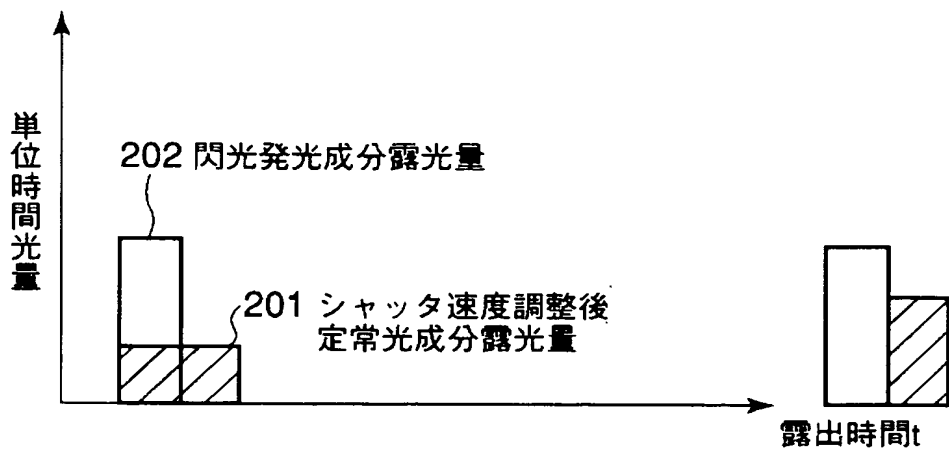 単位時間光量
202 閃光発光成分露光量
201 シャッタ速度調整後
定常光成分露光量
露出時間t